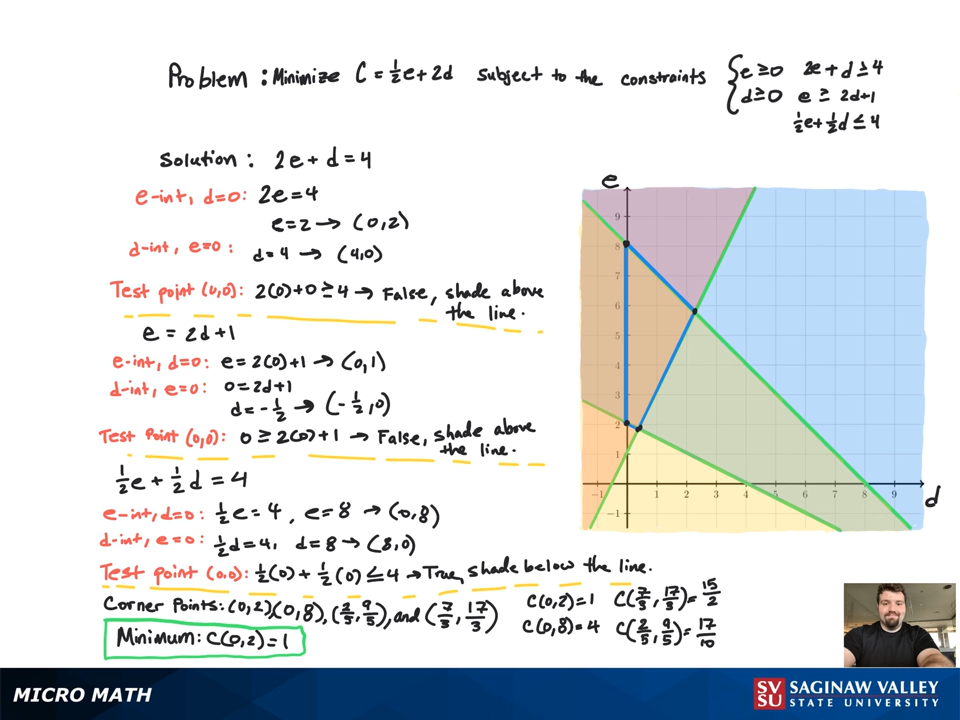 Problem: Minimize C = ½e + 2d subject to the constraints { e ≥ 0 2e + d ≥ 4
d ≥ 0 e ≥ 2d+1
½e + ½d ≤ 4
Solution: 2e + d = 4
e-int, d=0: 2e = 4
e = 2 → (0,2)
d-int, e=0: d = 4 → (4,0)
Test point (0,0): 2(0)+0 ≥ 4 → False, shade above
the line.
e = 2d+1
e-int, d=0: e = 2(0)+1 → (0,1)
d-int, e=0: 0 = 2d+1
d = -½ → (-½,0)
Test Point (0,0): 0 ≥ 2(0)+1 → False, shade above
the line.
½e + ½d = 4
e-int, d=0: ½e = 4, e = 8 → (0,8)
d-int, e=0: ½d = 4, d = 8 → (8,0)
Test point (0,0): ½(0) + ½(0) ≤ 4 → True, shade below the line.
Corner Points: (0,2)(0,8), (2/5, 9/5), and (7/3, 17/3)
C(0,2) = 1 C(7/3, 17/3) = 15/2
C(0,8) = 4 C(2/5, 9/5) = 17/10
Minimum: C(0,2) = 1
e
9
8
7
6
5
4
3
2
1
-1
-1 1 2 3 4 5 6 7 8 9
d
MICRO MATH
SV
SU
SAGINAW VALLEY
STATE UNIVERSITY